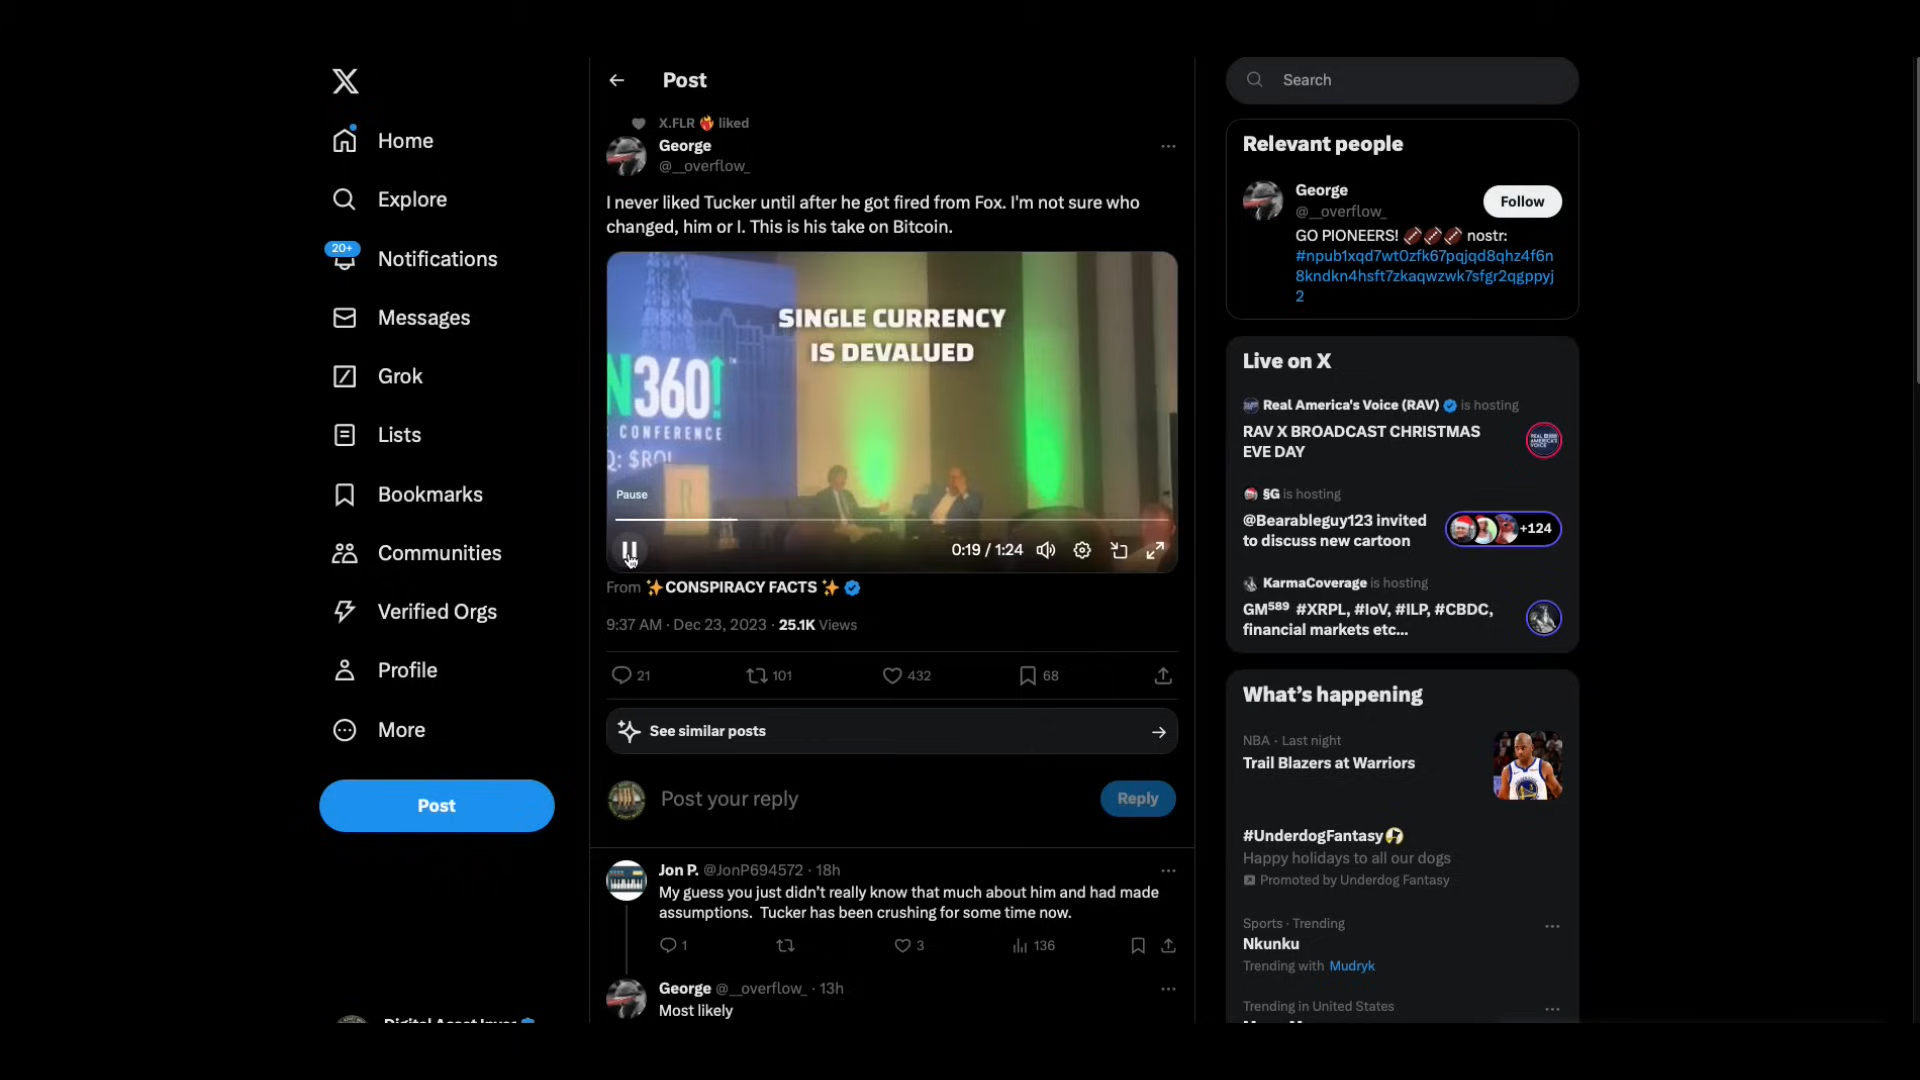 Home
Explore
20+
Notifications
Messages
Grok
Lists
Bookmarks
Communities
Verified Orgs
Profile
More
Post
Post
X.FLR liked
George
@__overflow_
I never liked Tucker until after he got fired from Fox. I'm not sure who
changed, him or I. This is his take on Bitcoin.
SINGLE CURRENCY
IS DEVALUED
N360!
CONFERENCE
Q: $ROI
Pause
0:19 / 1:24
From ✨CONSPIRACY FACTS ✨
9:37 AM · Dec 23, 2023 · 25.1K Views
21
101
432
68
See similar posts
Post your reply
Reply
Jon P. @JonP694572 · 18h
My guess you just didn't really know that much about him and had made
assumptions. Tucker has been crushing for some time now.
1
3
136
George @__overflow_ · 13h
Most likely
Search
Relevant people
George
@__overflow_
Follow
GO PIONEERS! 🏈🏈🏈 nostr:
#npub1xqd7wt0zfk67pqjqd8qhz4f6n
8kndkn4hsft7zkaqwzwk7sfgr2qgppyj
2
Live on X
Real America's Voice (RAV) is hosting
RAV X BROADCAST CHRISTMAS
EVE DAY
§G is hosting
@Bearableguy123 invited
to discuss new cartoon
+124
KarmaCoverage is hosting
GM⁵⁸⁹ #XRPL, #IoV, #ILP, #CBDC,
financial markets etc...
What's happening
NBA · Last night
Trail Blazers at Warriors
#UnderdogFantasy
Happy holidays to all our dogs
Promoted by Underdog Fantasy
Sports · Trending
Nkunku
Trending with Mudryk
Trending in United States